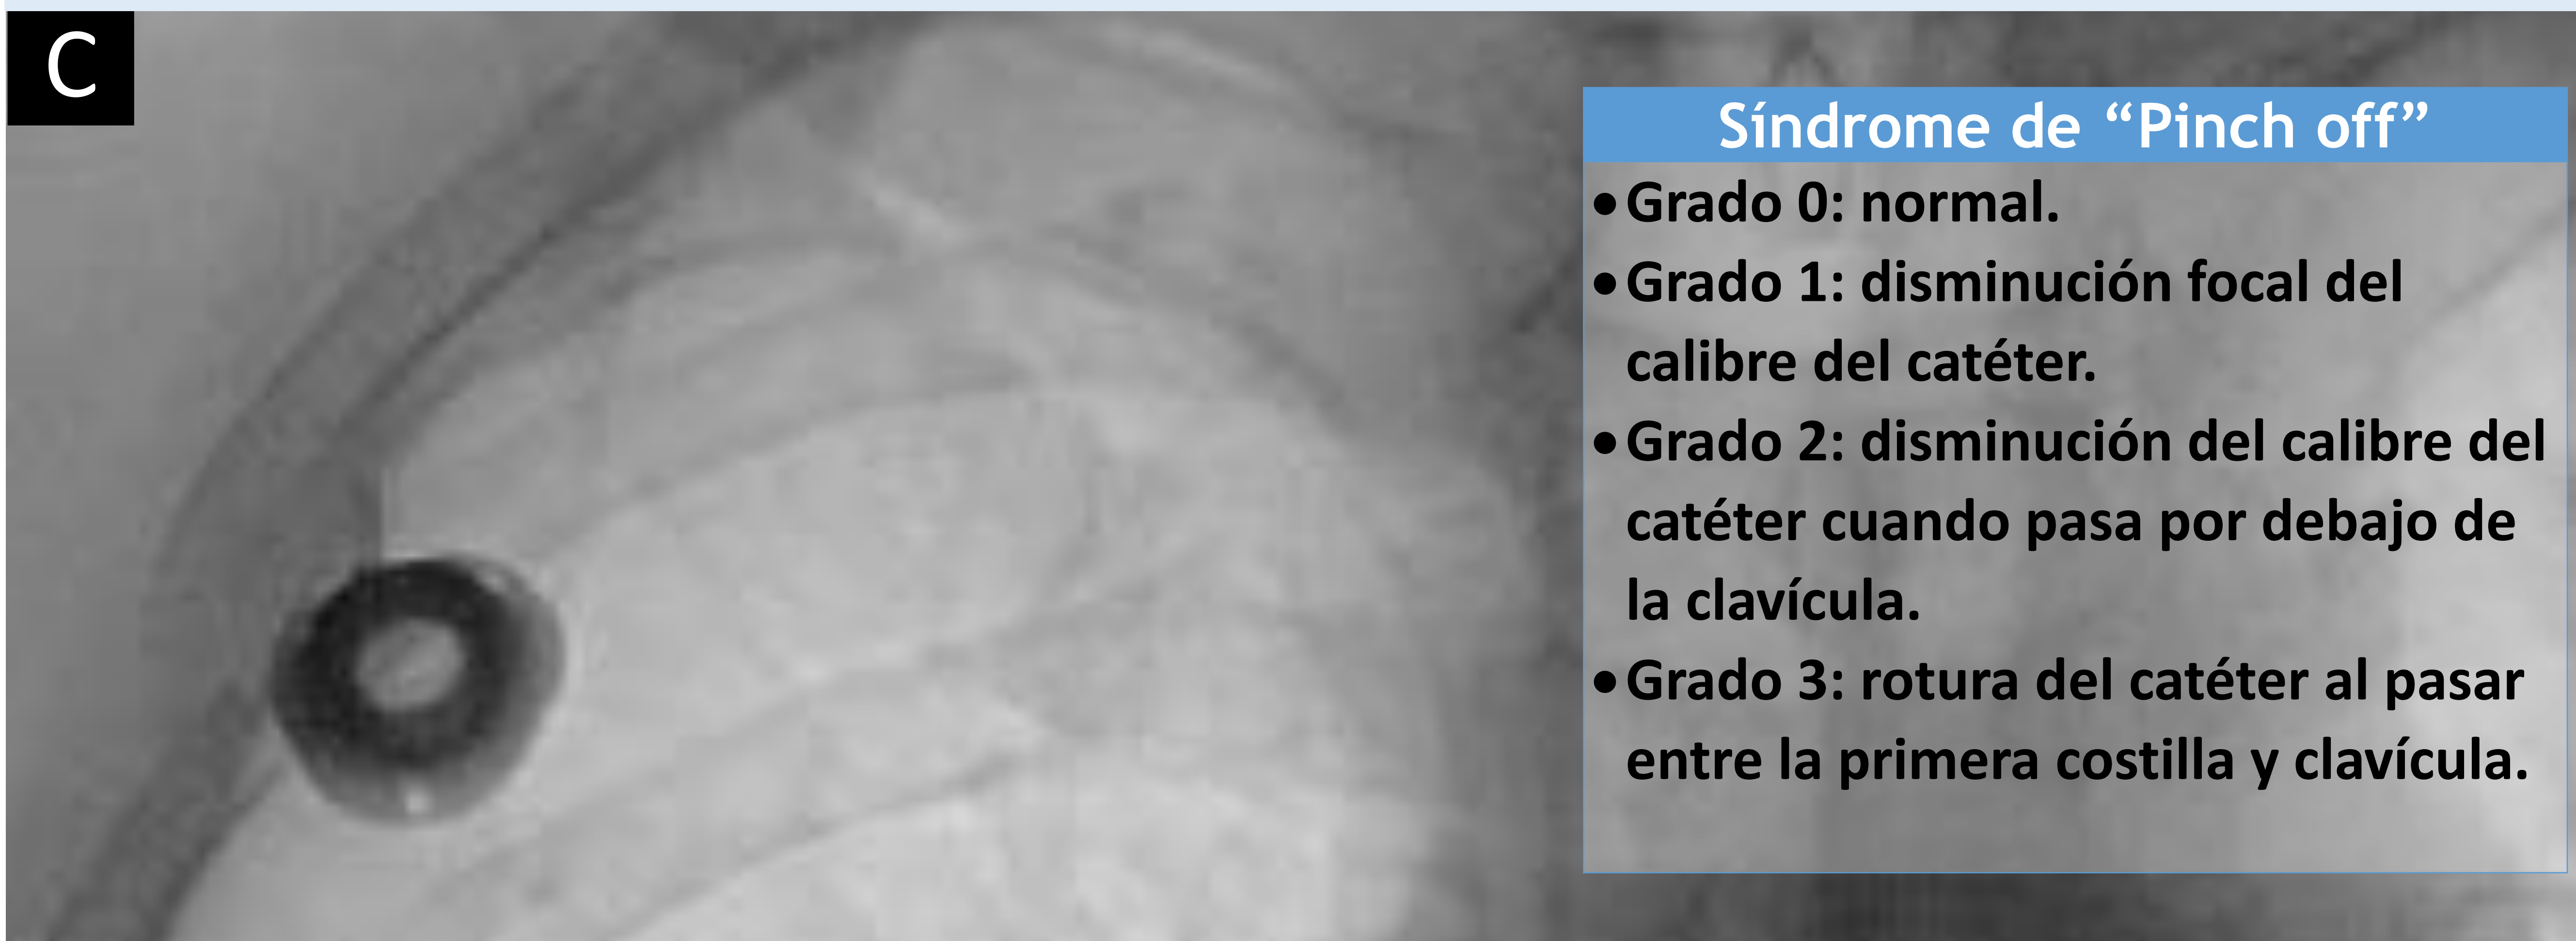 C
Síndrome de “Pinch off”
•Grado 0: normal.
•Grado 1: disminución focal del
calibre del catéter.
•Grado 2: disminución del calibre del
catéter cuando pasa por debajo de
la clavícula.
•Grado 3: rotura del catéter al pasar
entre la primera costilla y clavícula.